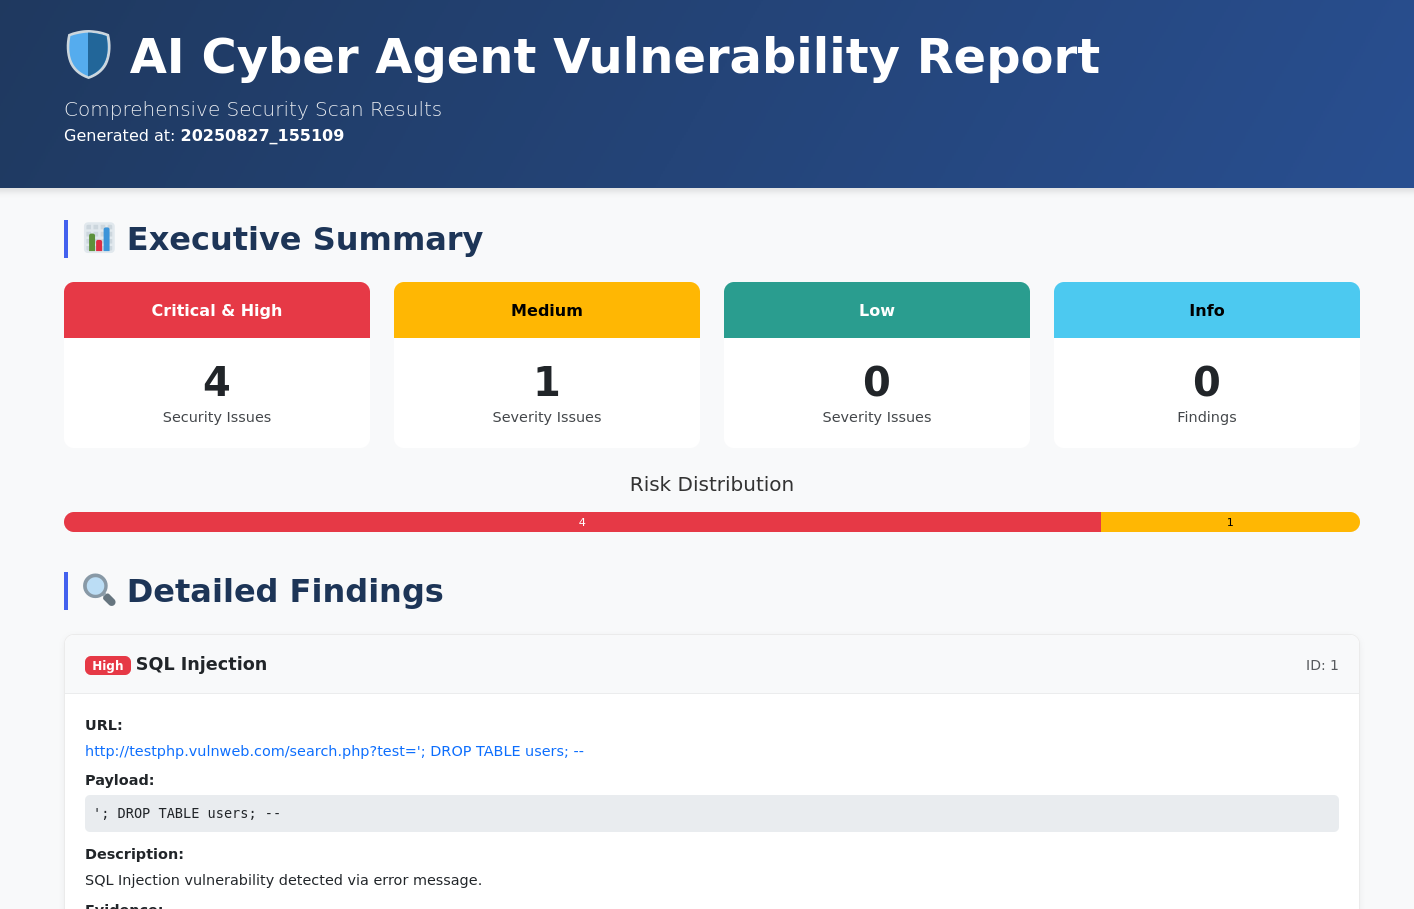 AI Cyber Agent Vulnerability Report
Comprehensive Security Scan Results
Generated at: 20250827_155109
Executive Summary
Critical & High
4
Security Issues
Medium
1
Severity Issues
Low
0
Severity Issues
Info
0
Findings
Risk Distribution
4
1
Detailed Findings
High SQL Injection
ID: 1
URL:
http://testphp.vulnweb.com/search.php?test='; DROP TABLE users; --
Payload:
'; DROP TABLE users; --
Description:
SQL Injection vulnerability detected via error message.
Evidence: